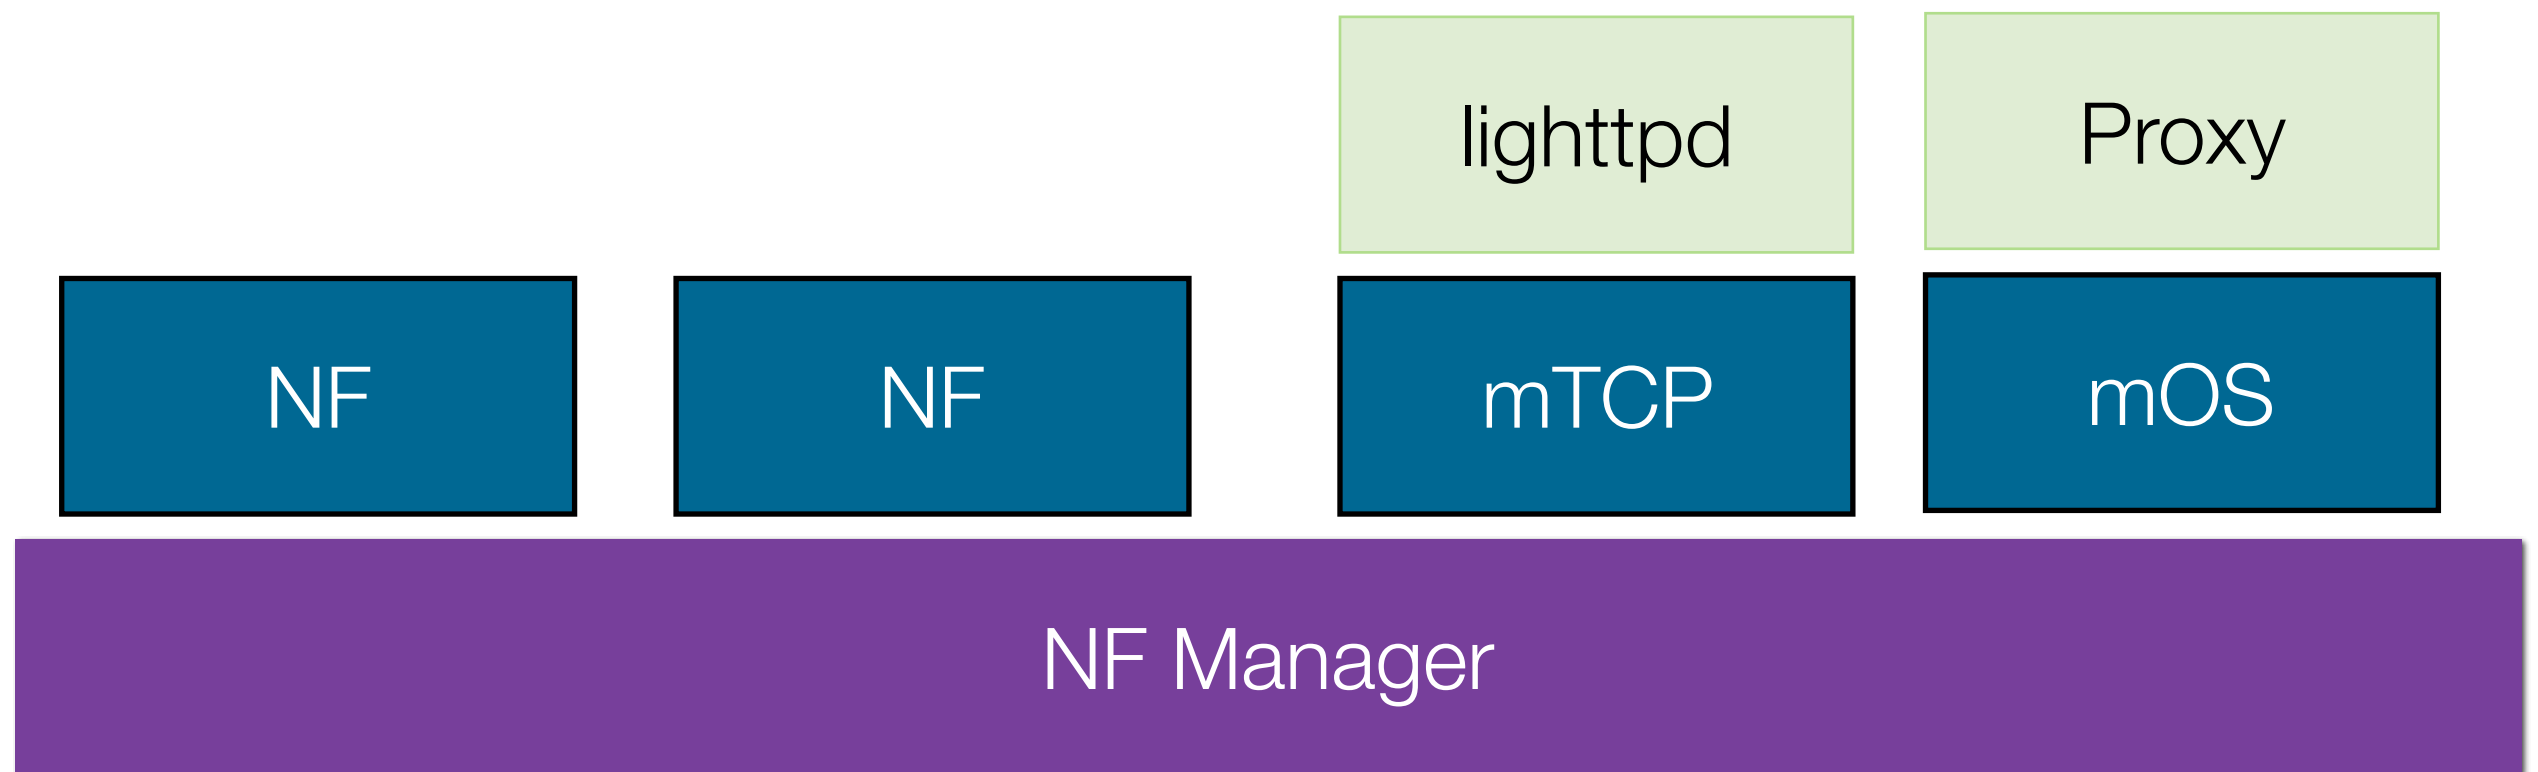 lighttpd
Proxy
NF
NF
mTCP
mOS
NF Manager